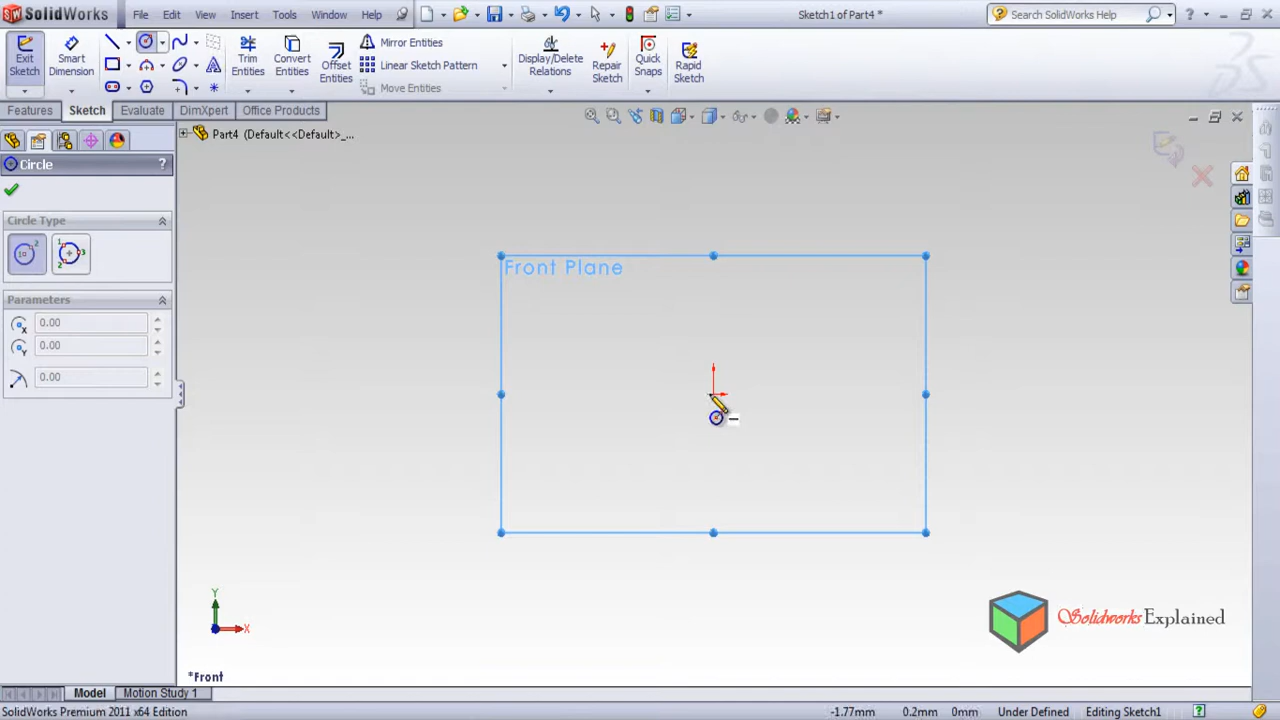 SolidWorks
File Edit View Insert Tools Window Help
Sketch1 of Part4 *
Search SolidWorks Help
Exit Sketch
Smart Dimension
Trim Entities
Convert Entities
Offset Entities
Mirror Entities
Linear Sketch Pattern
Move Entities
Display/Delete Relations
Repair Sketch
Quick Snaps
Rapid Sketch
Features Sketch Evaluate DimXpert Office Products
Part4 (Default<<Default>_...
Circle ?
Circle Type
Parameters
0.00
0.00
0.00
Front Plane
Y
X
Solidworks Explained
*Front
Model Motion Study 1
SolidWorks Premium 2011 x64 Edition
-1.77mm 0.2mm 0mm Under Defined Editing Sketch1